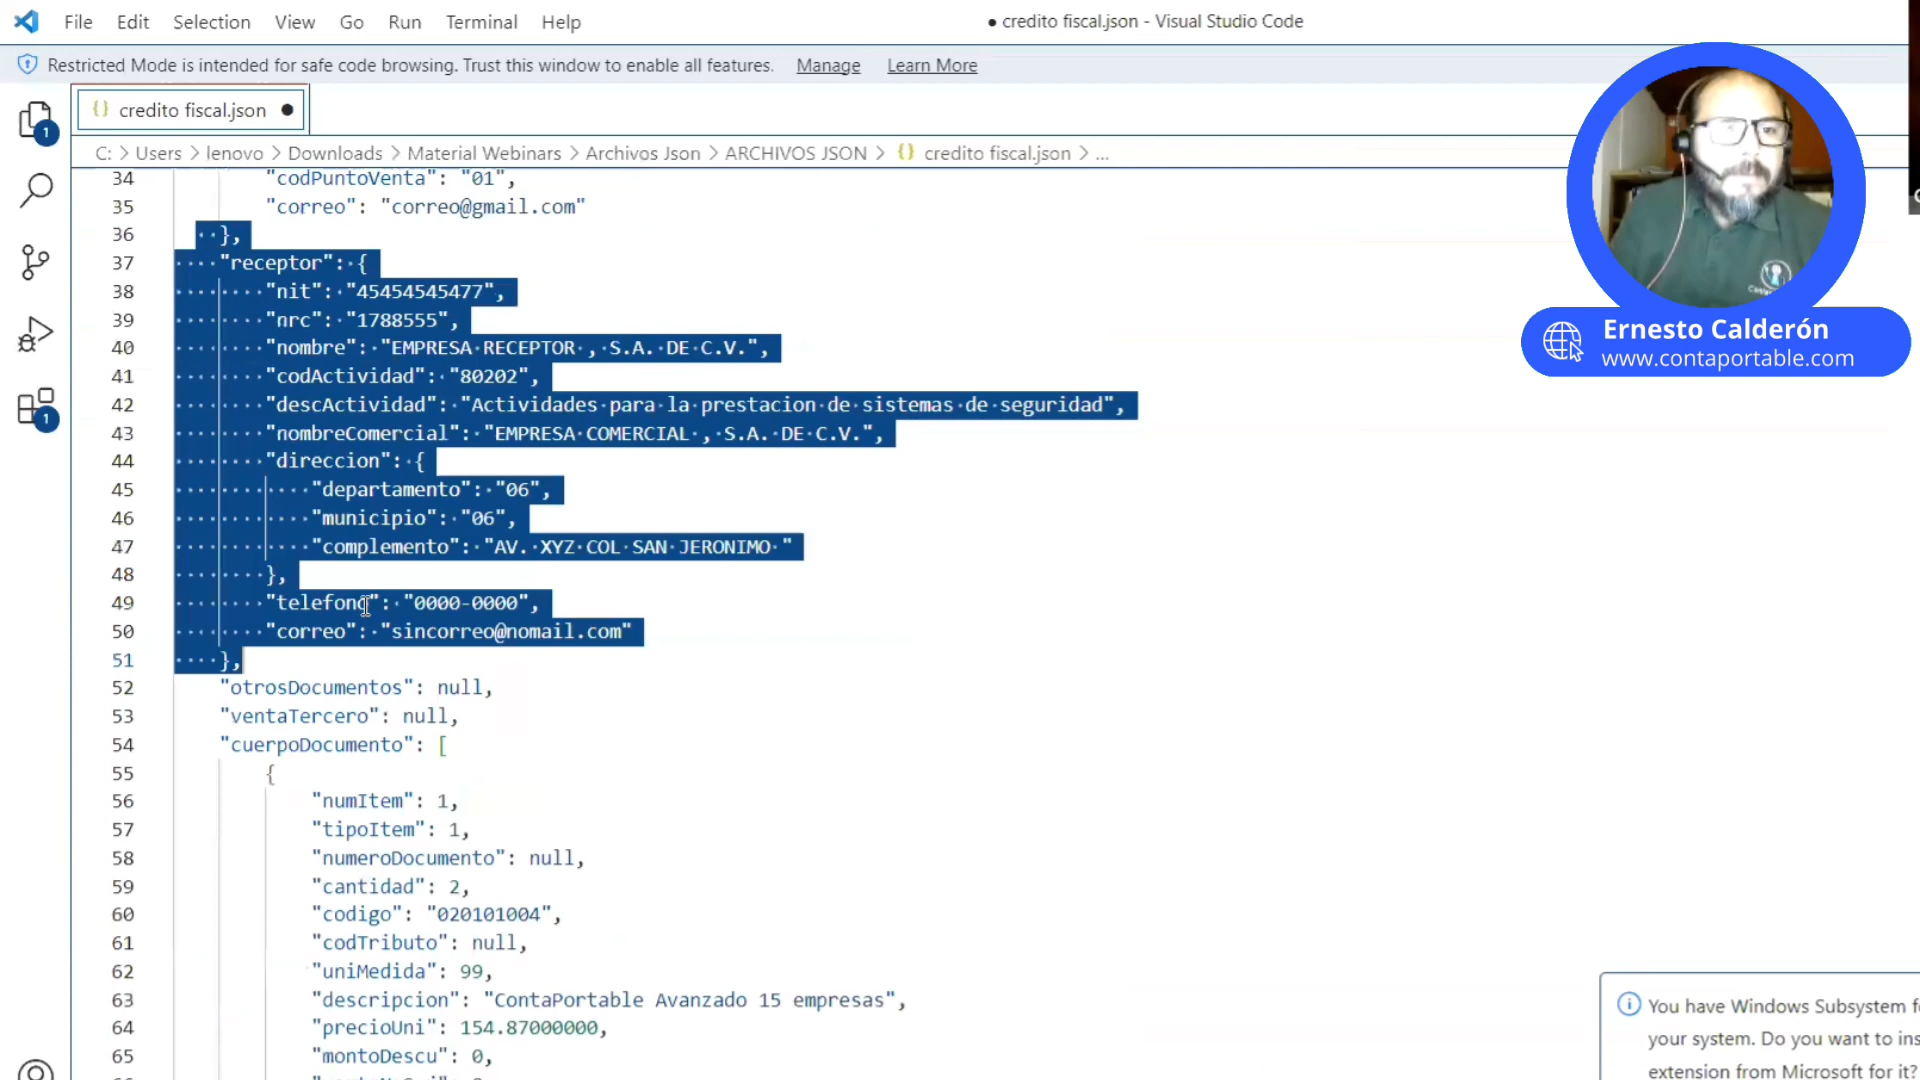 File Edit Selection View Go Run Terminal Help
● credito fiscal.json - Visual Studio Code
Restricted Mode is intended for safe code browsing. Trust this window to enable all features. Manage Learn More
{} credito fiscal.json ●
C: > Users > lenovo > Downloads > Material Webinars > Archivos Json > ARCHIVOS JSON > {} credito fiscal.json > ...
1
1
34 "codPuntoVenta": "01",
35 "correo": "correo@gmail.com"
36 },
37 "receptor": {
38 "nit": "45454545477",
39 "nrc": "1788555",
40 "nombre": "EMPRESA RECEPTOR , S.A. DE C.V.",
41 "codActividad": "80202",
42 "descActividad": "Actividades para la prestacion de sistemas de seguridad",
43 "nombreComercial": "EMPRESA COMERCIAL , S.A. DE C.V.",
44 "direccion": {
45 "departamento": "06",
46 "municipio": "06",
47 "complemento": "AV. XYZ COL SAN JERONIMO "
48 },
49 "telefono": "0000-0000",
50 "correo": "sincorreo@nomail.com"
51 },
52 "otrosDocumentos": null,
53 "ventaTercero": null,
54 "cuerpoDocumento": [
55 {
56 "numItem": 1,
57 "tipoItem": 1,
58 "numeroDocumento": null,
59 "cantidad": 2,
60 "codigo": "020101004",
61 "codTributo": null,
62 "uniMedida": 99,
63 "descripcion": "ContaPortable Avanzado 15 empresas",
64 "precioUni": 154.87000000,
65 "montoDescu": 0,
Ernesto Calderón
www.contaportable.com
You have Windows Subsystem
your system. Do you want to
extension from Microsoft for it?